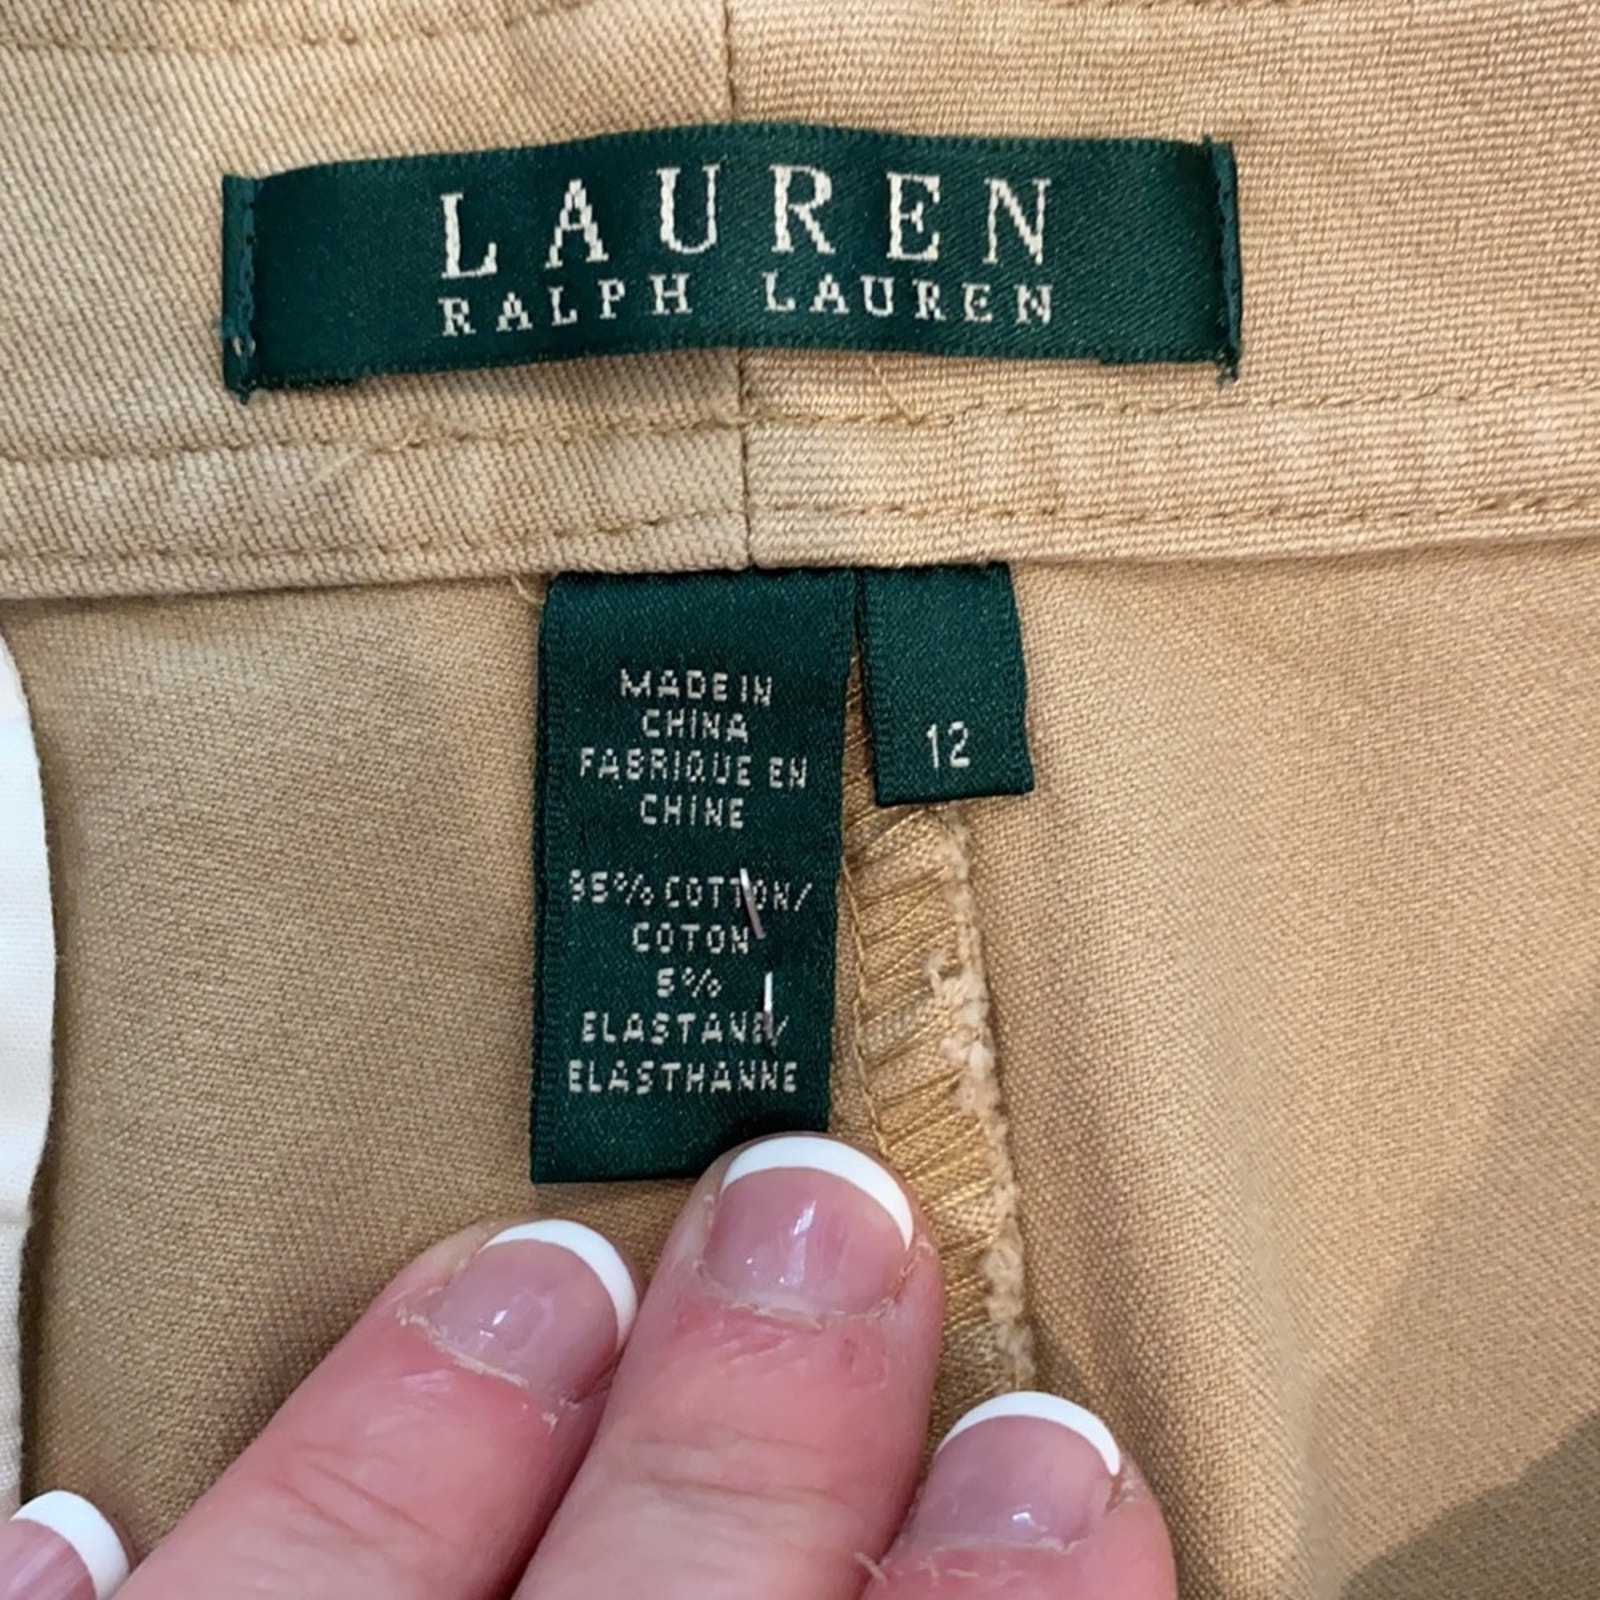 LAUREN
RALPH LAUREN
MADE IN
CHINA
FABRIQUE EN
CHINE
95% COTTON/
COTON
5%
ELASTANE/
ELASTHANNE
12